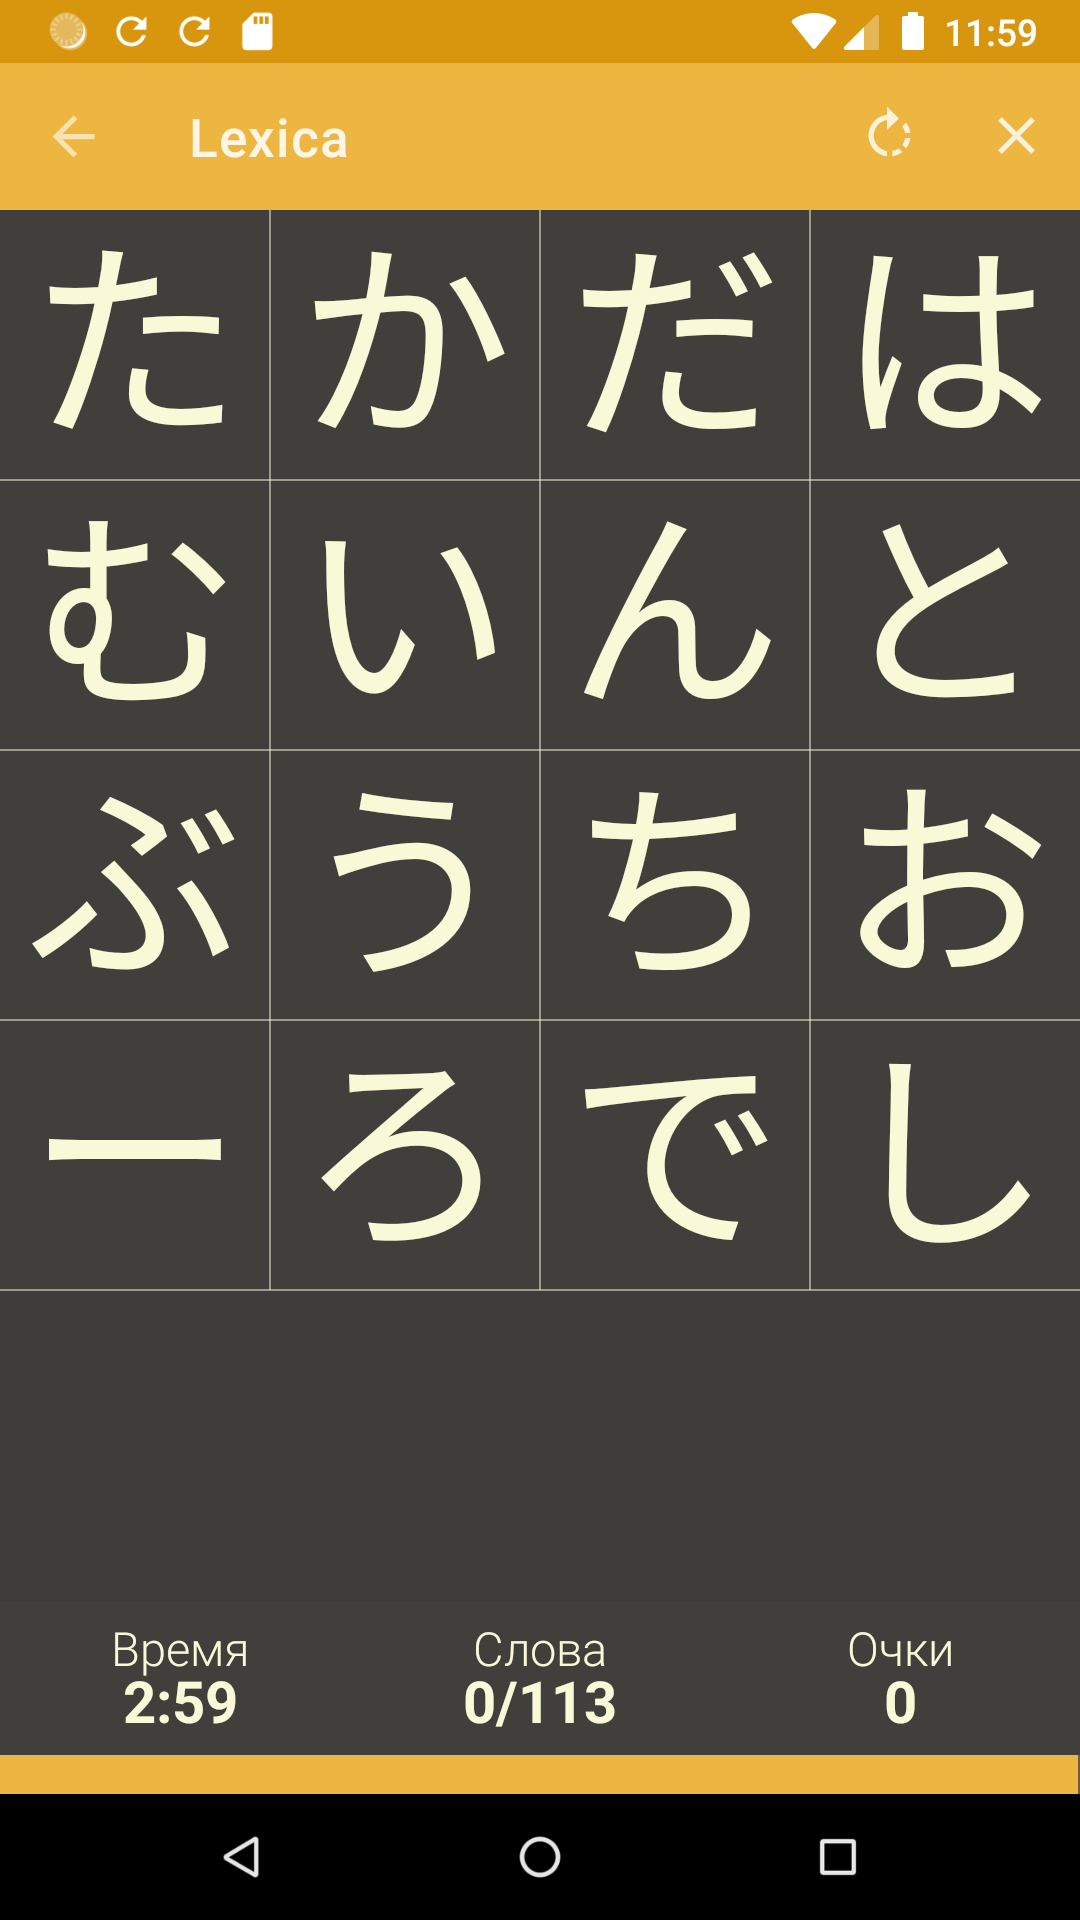 11:59
Lexica
た か だ は
む い ん と
ぶ う ち お
ー ろ で し
Время Слова Очки
2:59 0/113 0